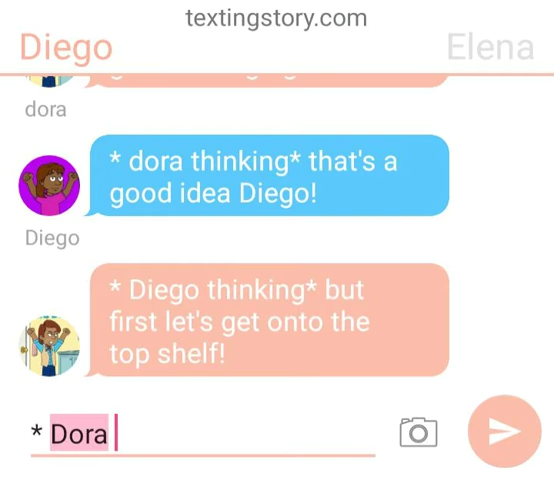 textingstory.com
Diego Elena
dora
* dora thinking* that's a
good idea Diego!
Diego
* Diego thinking* but
first let's get onto the
top shelf!
* Dora